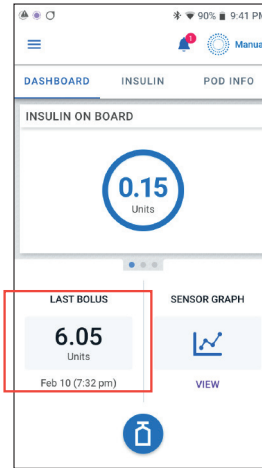 90% 9:41 PM
1
Manua
DASHBOARD INSULIN POD INFO
INSULIN ON BOARD
0.15
Units
LAST BOLUS
6.05
Units
Feb 10 (7:32 pm)
SENSOR GRAPH
VIEW